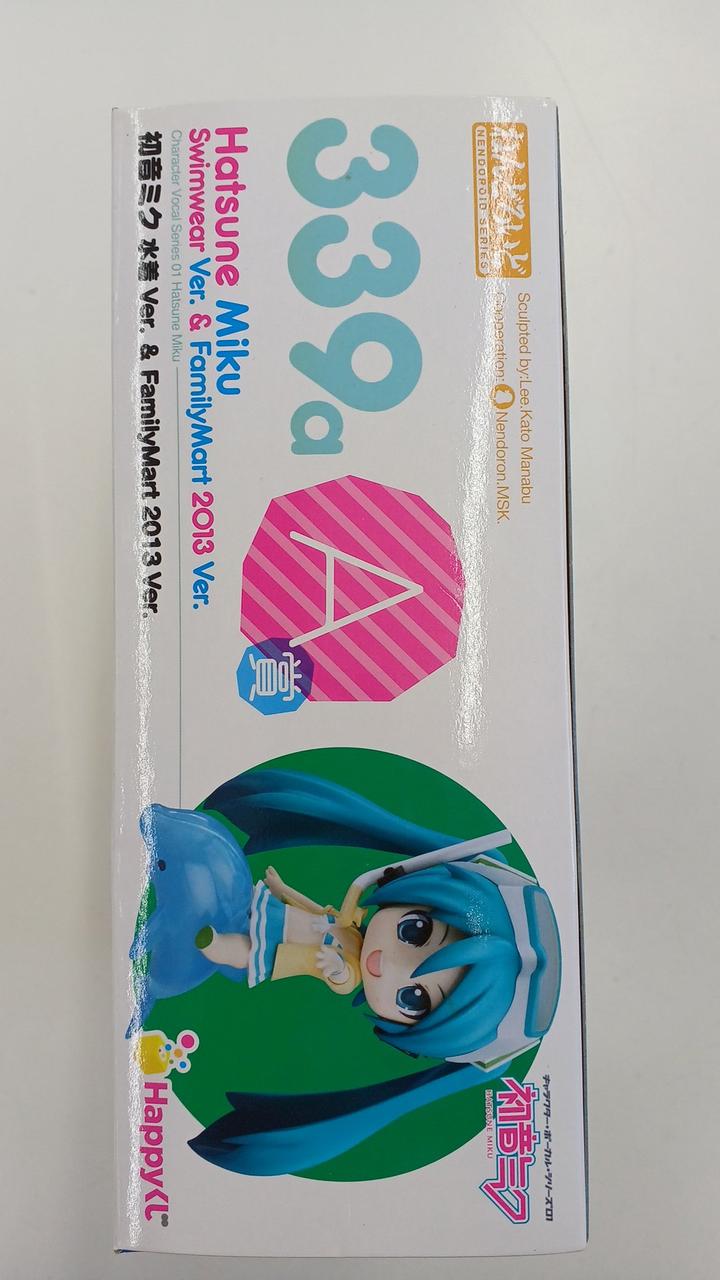 ねんどろいど
NENDOROID SERIES
Sculpted by:Lee.Kato Manabu
Cooperation: Nendoron.MSK.
339a
A
賞
Hatsune Miku
Swimwear Ver. & FamilyMart 2013 Ver.
Character Vocal Series 01 Hatsune Miku
初音ミク 水着 Ver. & FamilyMart 2013 Ver.
キャラクター・ボーカル・シリーズ01
初音ミク
HATSUNE MIKU
Happyくじ